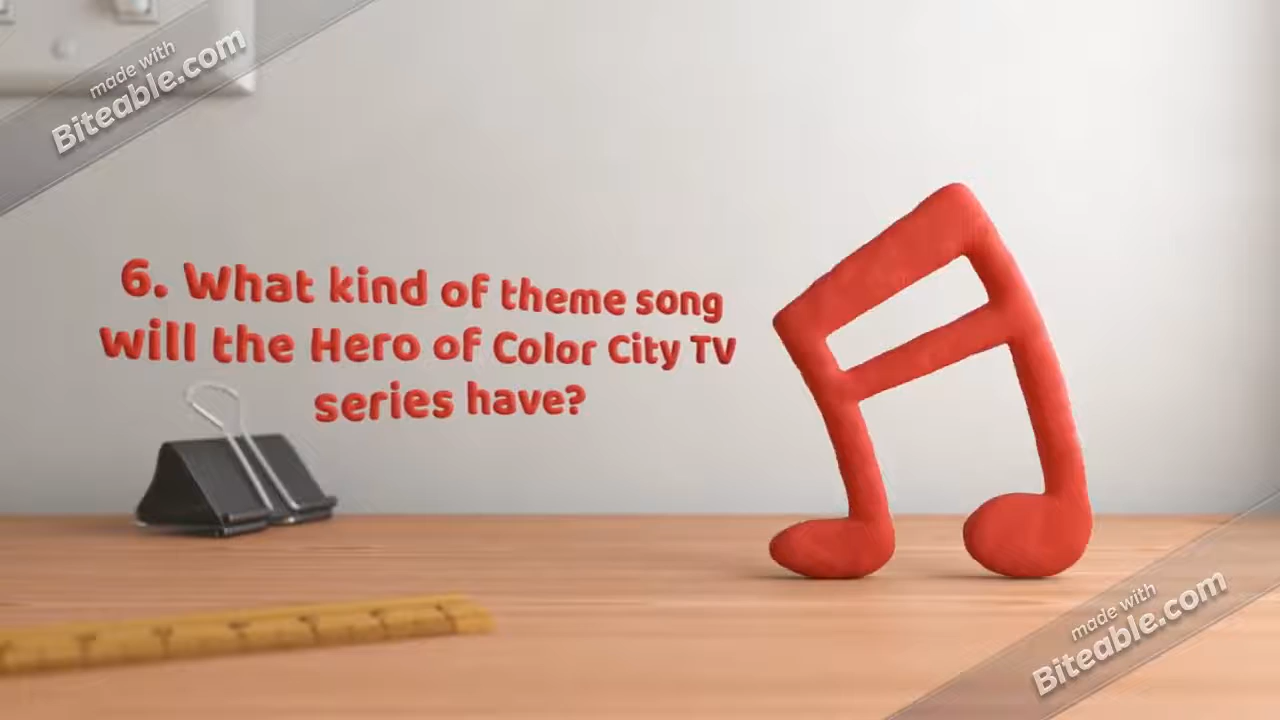 made with
Biteable.com
6. What kind of theme song
will the Hero of Color City TV
series have?
made with
Biteable.com